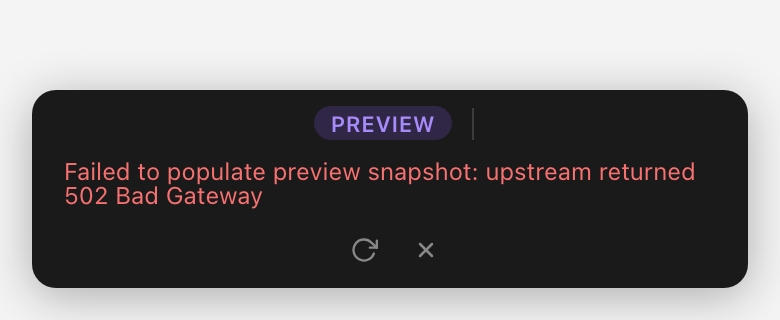 PREVIEW
Failed to populate preview snapshot: upstream returned
502 Bad Gateway